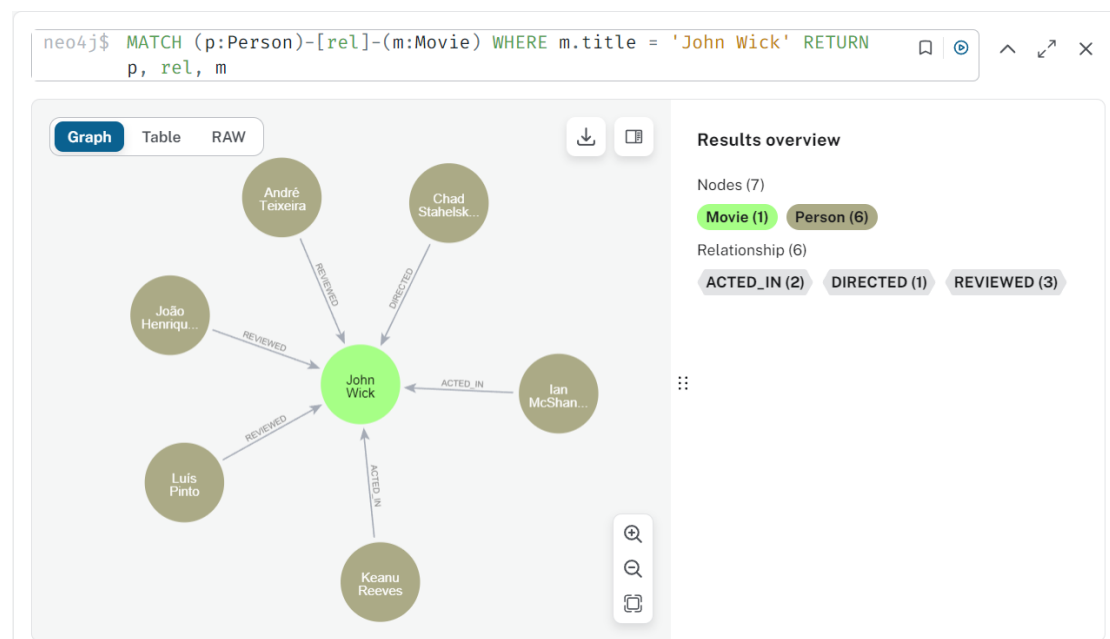 neo4j$ MATCH (p:Person)-[rel]-(m:Movie) WHERE m.title = 'John Wick' RETURN
p, rel, m
Graph Table RAW
André
Teixeira
Chad
Stahelsk...
REVIEWED
DIRECTED
João
Henriqu...
REVIEWED
John
Wick
ACTED_IN
Ian
McShan...
REVIEWED
Luís
Pinto
ACTED_IN
Keanu
Reeves
Results overview
Nodes (7)
Movie (1) Person (6)
Relationship (6)
ACTED_IN (2) DIRECTED (1) REVIEWED (3)